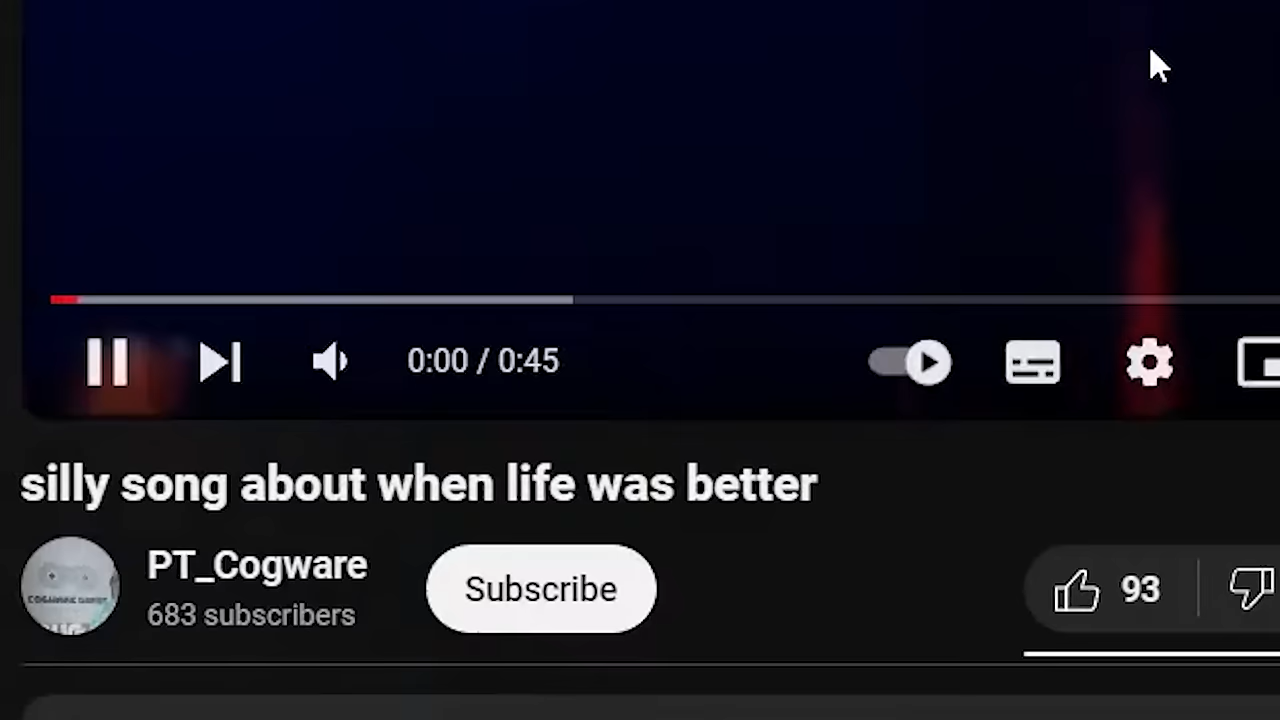 0:00 / 0:45
silly song about when life was better
PT_Cogware
683 subscribers
Subscribe
93